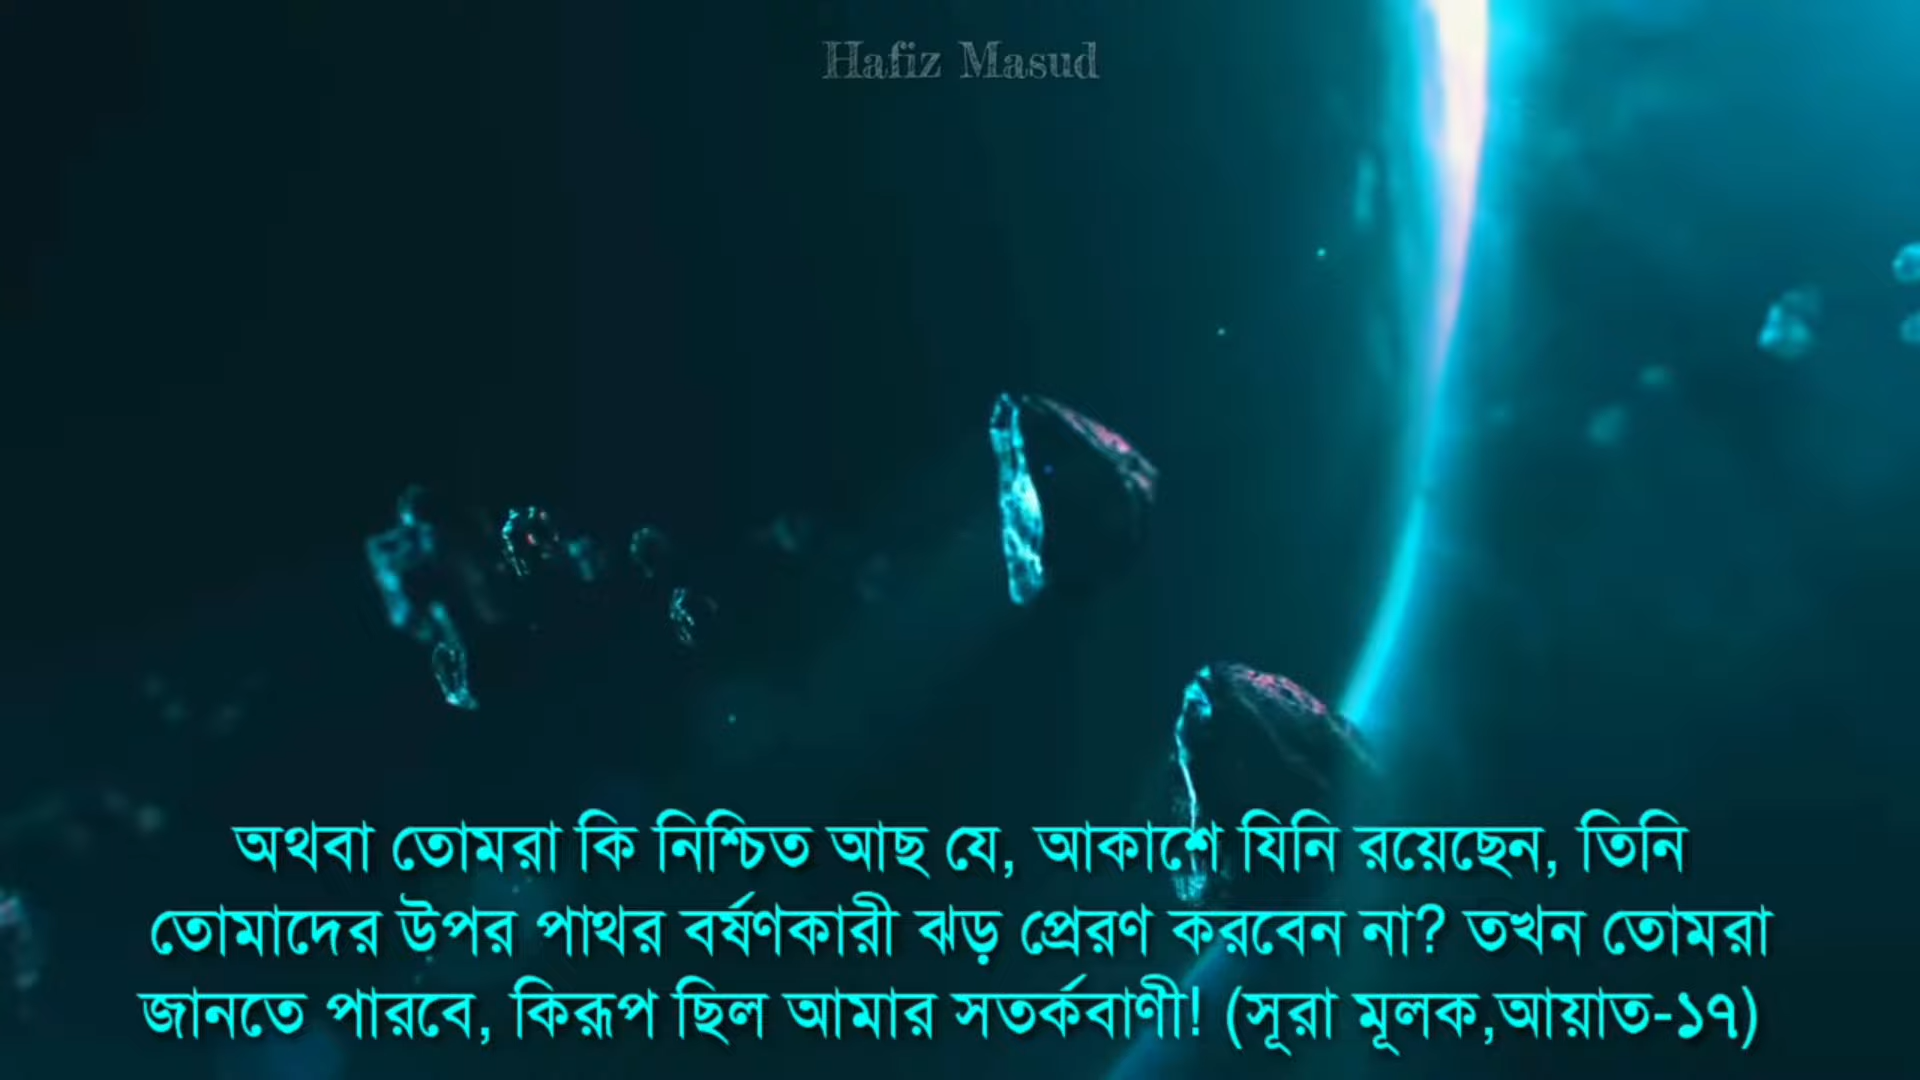 Hafiz Masud
অথবা তোমরা কি নিশ্চিত আছ যে, আকাশে যিনি রয়েছেন, তিনি
তোমাদের উপর পাথর বর্ষণকারী ঝড় প্রেরণ করবেন না? তখন তোমরা
জানতে পারবে, কিরূপ ছিল আমার সতর্কবাণী! (সূরা মূলক,আয়াত-১৭)